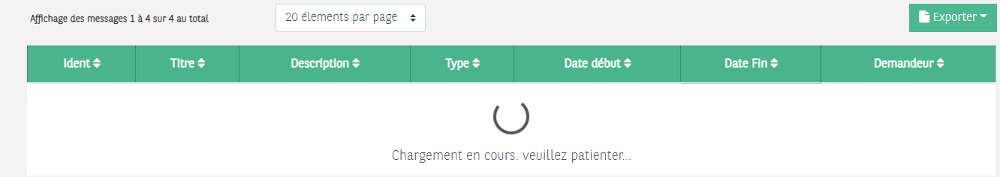 Affichage des messages 1 à 4 sur 4 au total
20 élements par page
Exporter
Ident Titre Description Type Date début Date Fin Demandeur
Chargement en cours. veuillez patienter...